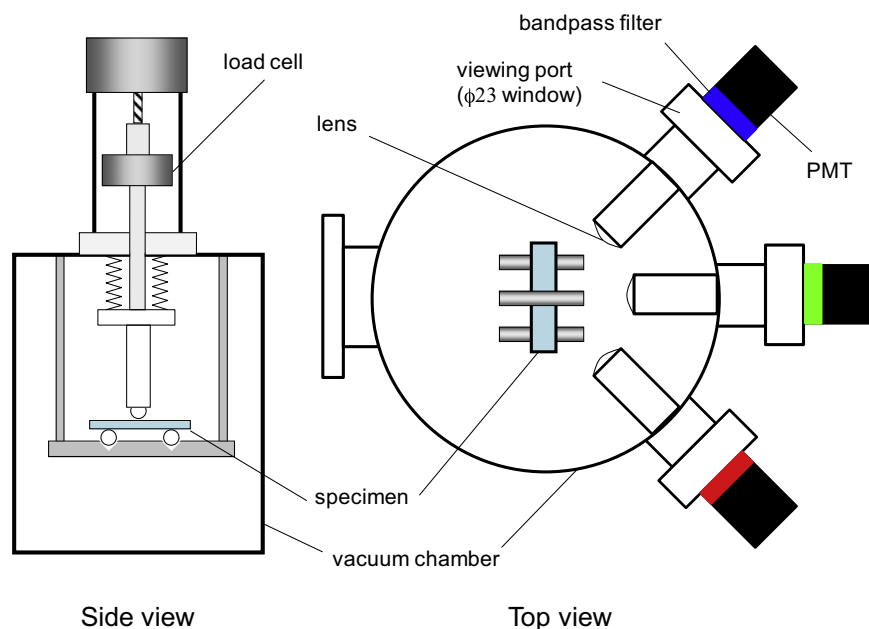 bandpass filter
load cell
viewing port
(ϕ23 window)
lens
PMT
specimen
vacuum chamber
Side view
Top view